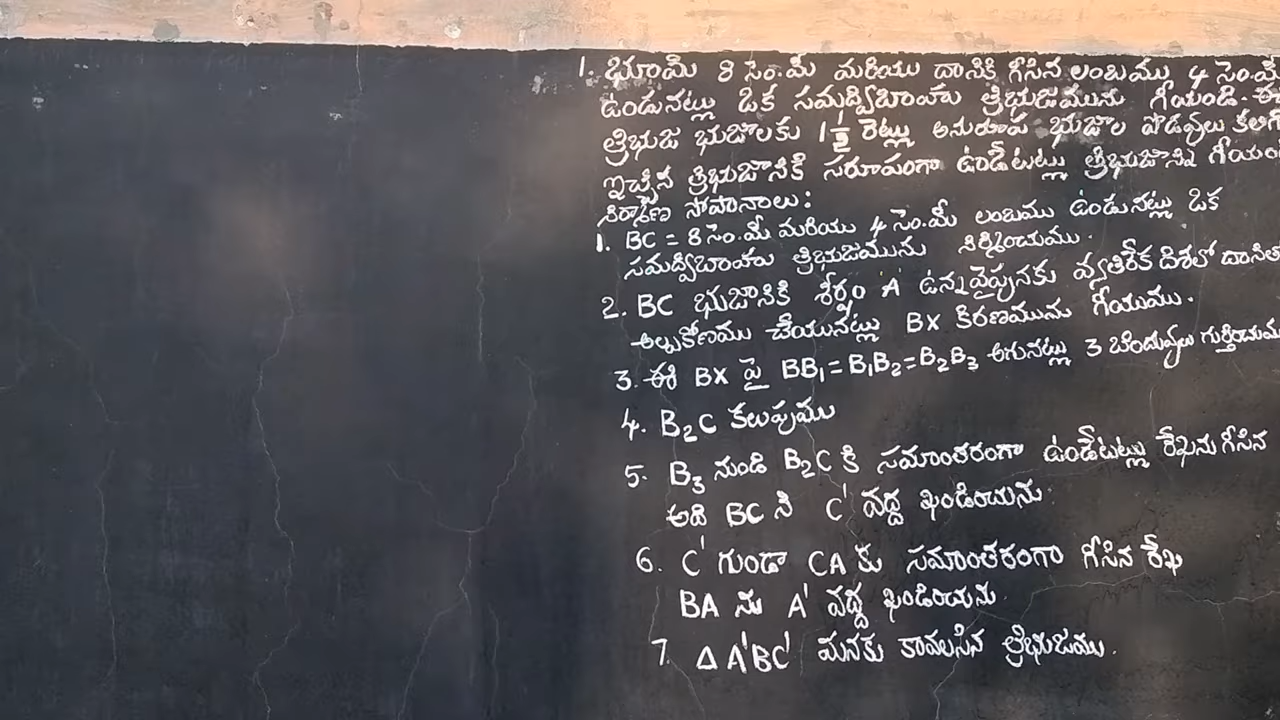 1. భూమి 8 సెం.మీ మరియు దానికి గీసిన లంబము 4 సెం.మీ
ఉండునట్లు ఒక సమద్విబాహు త్రిభుజమును గీయండి. ఈ
త్రిభుజ భుజాలకు 1 1/2 రెట్లు అనురూప భుజాల పొడవులు
ఇచ్చిన త్రిభుజానికి సరూపంగా ఉండేటట్లు త్రిభుజాన్ని
నిర్మాణ సోపానాలు:
1. BC = 8 సెం.మీ మరియు 4 సెం.మీ లంబము ఉండునట్లు ఒక
సమద్విబాహు త్రిభుజమును నిర్మించుము.
2. BC భుజానికి శీర్షం A ఉన్నవైపునకు వ్యతిరేక దిశలో
అల్పకోణము చేయునట్లు BX కిరణమును గీయుము.
3. ఈ BX పై BB₁ = B₁B₂ = B₂B₃ అగునట్లు 3 బిందువులు
4. B₂C కలుపుము
5. B₃ నుండి B₂C కి సమాంతరంగా ఉండేటట్లు రేఖను గీసిన
అది BC ని C' వద్ద ఖండించును.
6. C' గుండా CA కు సమాంతరంగా గీసిన రేఖ
BA ను A' వద్ద ఖండించును.
7. Δ A'BC' మనకు కావలసిన త్రిభుజము.